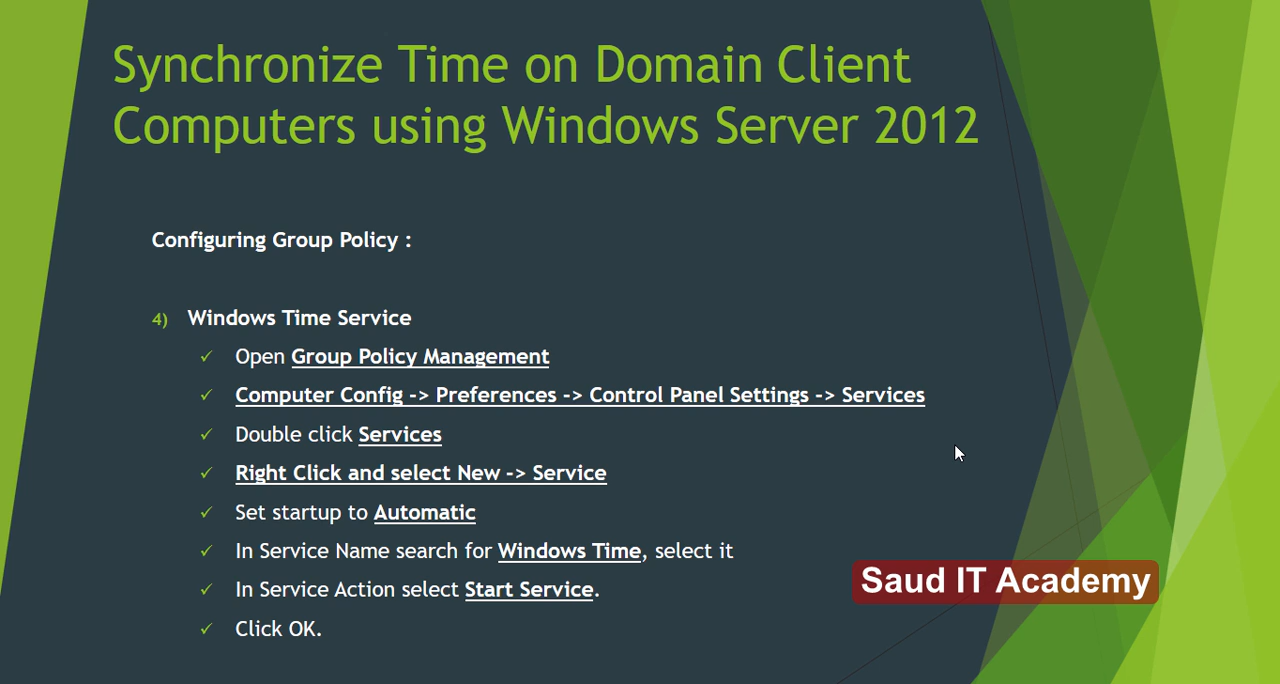 Synchronize Time on Domain Client
Computers using Windows Server 2012
Configuring Group Policy :
4) Windows Time Service
✓ Open Group Policy Management
✓ Computer Config -> Preferences -> Control Panel Settings -> Services
✓ Double click Services
✓ Right Click and select New -> Service
✓ Set startup to Automatic
✓ In Service Name search for Windows Time, select it
✓ In Service Action select Start Service.
✓ Click OK.
Saud IT Academy